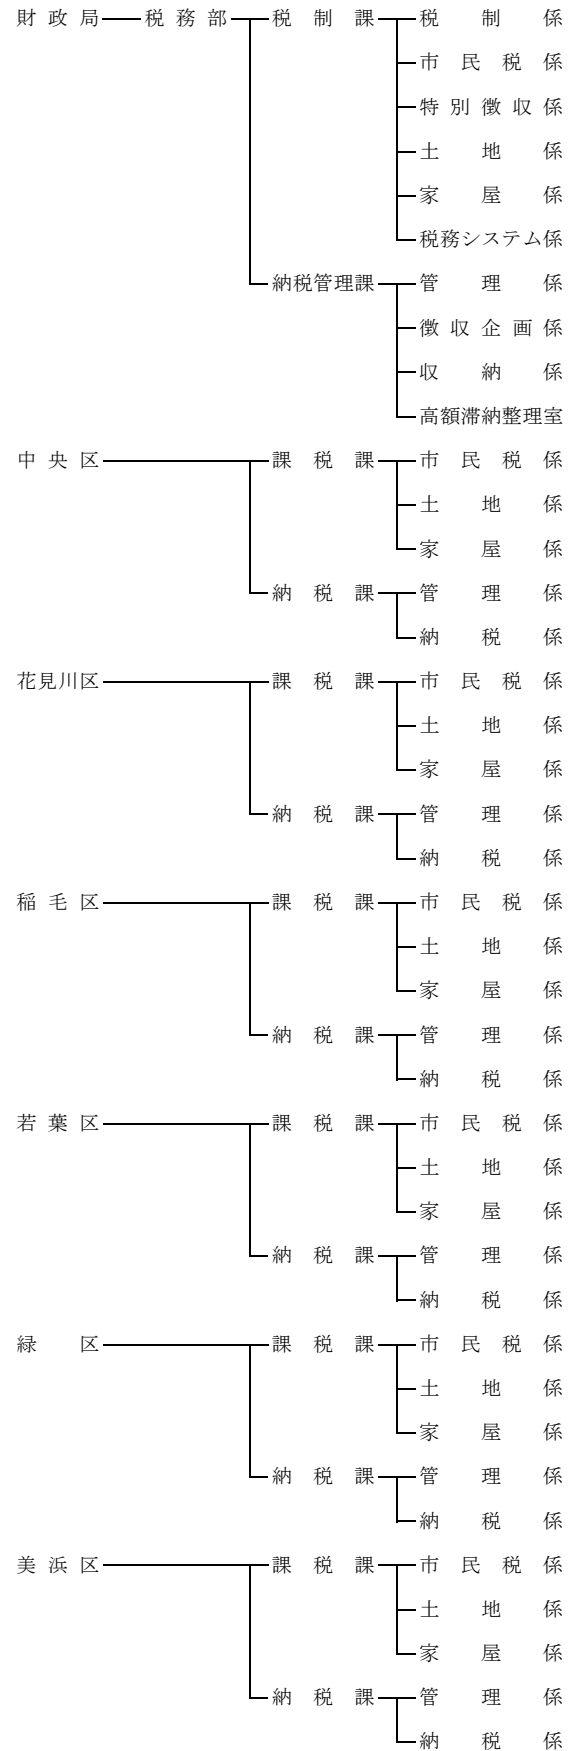 財政局 税務部 税制課 税制係
市民税係
特別徴収係
土地係
家屋係
税務システム係
納税管理課 管理係
徴収企画係
収納係
高額滞納整理室
中央区 課税課 市民税係
土地係
家屋係
納税課 管理係
納税係
花見川区 課税課 市民税係
土地係
家屋係
納税課 管理係
納税係
稲毛区 課税課 市民税係
土地係
家屋係
納税課 管理係
納税係
若葉区 課税課 市民税係
土地係
家屋係
納税課 管理係
納税係
緑区 課税課 市民税係
土地係
家屋係
納税課 管理係
納税係
美浜区 課税課 市民税係
土地係
家屋係
納税課 管理係
納税係